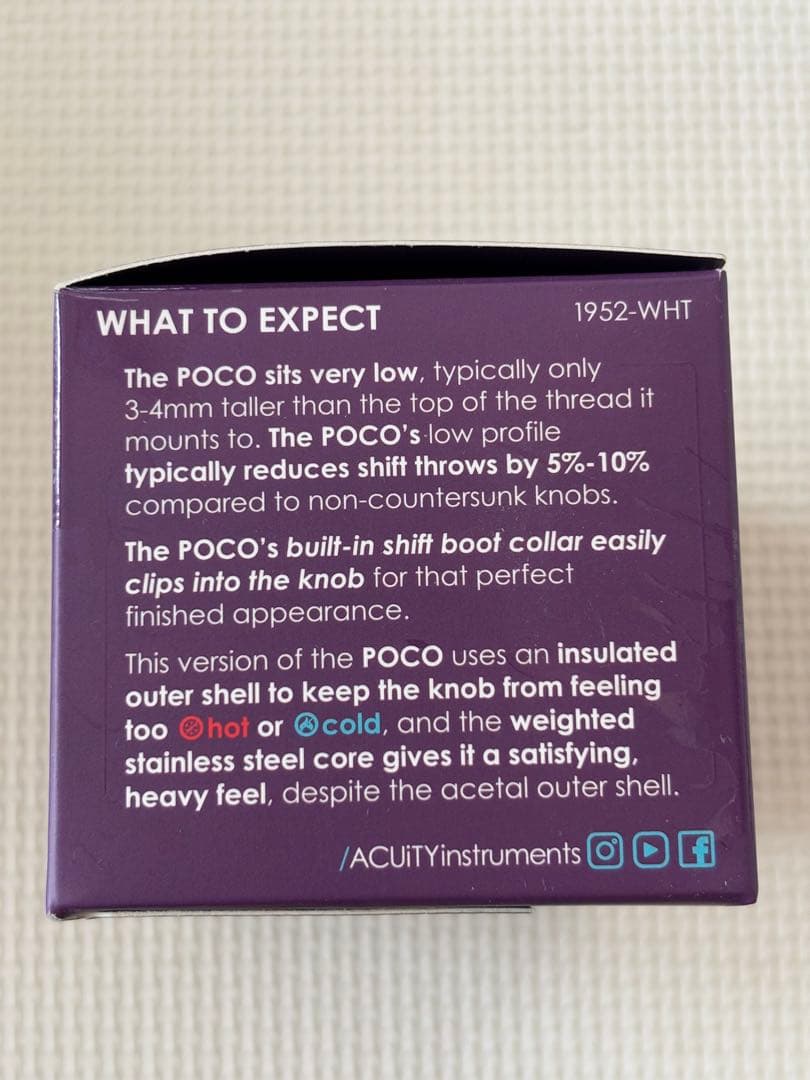 WHAT TO EXPECT
1952-WHT
The POCO sits very low, typically only
3-4mm taller than the top of the thread it
mounts to. The POCO's low profile
typically reduces shift throws by 5%-10%
compared to non-countersunk knobs.
The POCO's built-in shift boot collar easily
clips into the knob for that perfect
finished appearance.
This version of the POCO uses an insulated
outer shell to keep the knob from feeling
too hot or cold, and the weighted
stainless steel core gives it a satisfying,
heavy feel, despite the acetal outer shell.
/ACUiTYinstruments